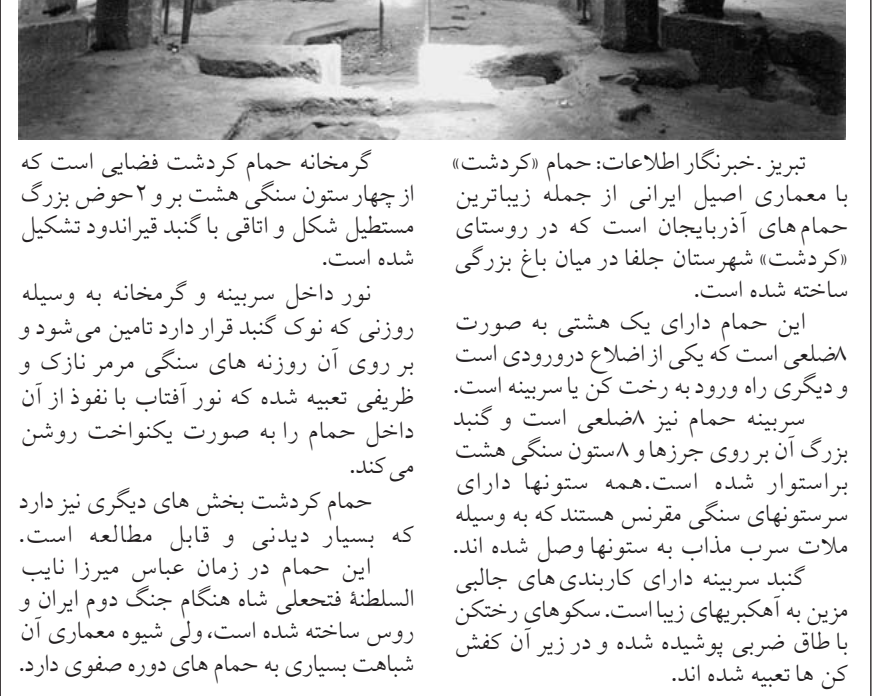 تبریز ـ خبرنگار اطلاعات: حمام «کردشت»
با معماری اصیل ایرانی از جمله زیباترین
حمام‌های آذربایجان است که در روستای
«کردشت» شهرستان جلفا در میان باغ بزرگی
ساخته شده است.
این حمام دارای یک هشتی به صورت
۸ضلعی است که یکی از اضلاع درورودی است
و دیگری راه ورود به رخت کن یا سربینه است.
سربینه حمام نیز ۸ضلعی است و گنبد
بزرگ آن بر روی جرزها و ۸ستون سنگی هشت
براستوار شده است.همه ستونها دارای
سرستونهای سنگی مقرنس هستند که به وسیله
ملات سرب مذاب به ستونها وصل شده اند.
گنبد سربینه دارای کاربندی‌های جالبی
مزین به آهکبریهای زیبا است. سکوهای رختکن
با طاق ضربی پوشیده شده و در زیر آن کفش
کن ها تعبیه شده اند.
گرمخانه حمام کردشت فضایی است که
از چهار ستون سنگی هشت بر و ۲حوض بزرگ
مستطیل شکل و اتاقی با گنبد قیراندود تشکیل
شده است.
نور داخل سربینه و گرمخانه به وسیله
روزنی که نوک گنبد قرار دارد تامین می‌شود و
بر روی آن روزنه های سنگی مرمر نازک و
ظریفی تعبیه شده که نور آفتاب با نفوذ از آن
داخل حمام را به صورت یکنواخت روشن
می‌کند.
حمام کردشت بخش های دیگری نیز دارد
که بسیار دیدنی و قابل مطالعه است.
این حمام در زمان عباس میرزا نایب
السلطنهٔ فتحعلی شاه هنگام جنگ دوم ایران و
روس ساخته شده است، ولی شیوه معماری آن
شباهت بسیاری به حمام های دوره صفوی دارد.